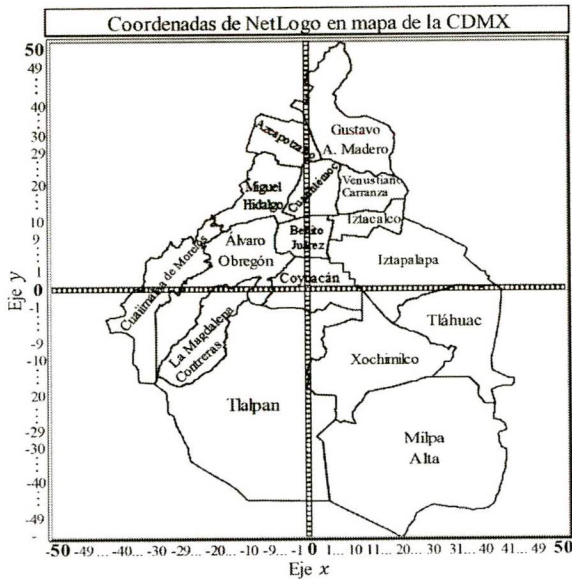 Coordenadas de NetLogo en mapa de la CDMX
50
49
40
30
29
20
10
9
1
0
-1
-9
-10
20
-29
-30
-40
-49
Eje y
Azcapotzalco
Gustavo
A. Madero
Miguel
Hidalgo
Cuauhtémoc
Venustiano
Carranza
Iztacalco
Benito
Juárez
Álvaro
Obregón
Cuajimalpa de Morelos
Iztapalapa
Coyoacán
La Magdalena
Contreras
Tláhuac
Xochimilco
Tlalpan
Milpa
Alta
-50 -49 ...-40... -30 ... -20 -10 -9...-1 0 1... 10 11... 20 ... 30 31... 40 41.... 49 50
Eje x